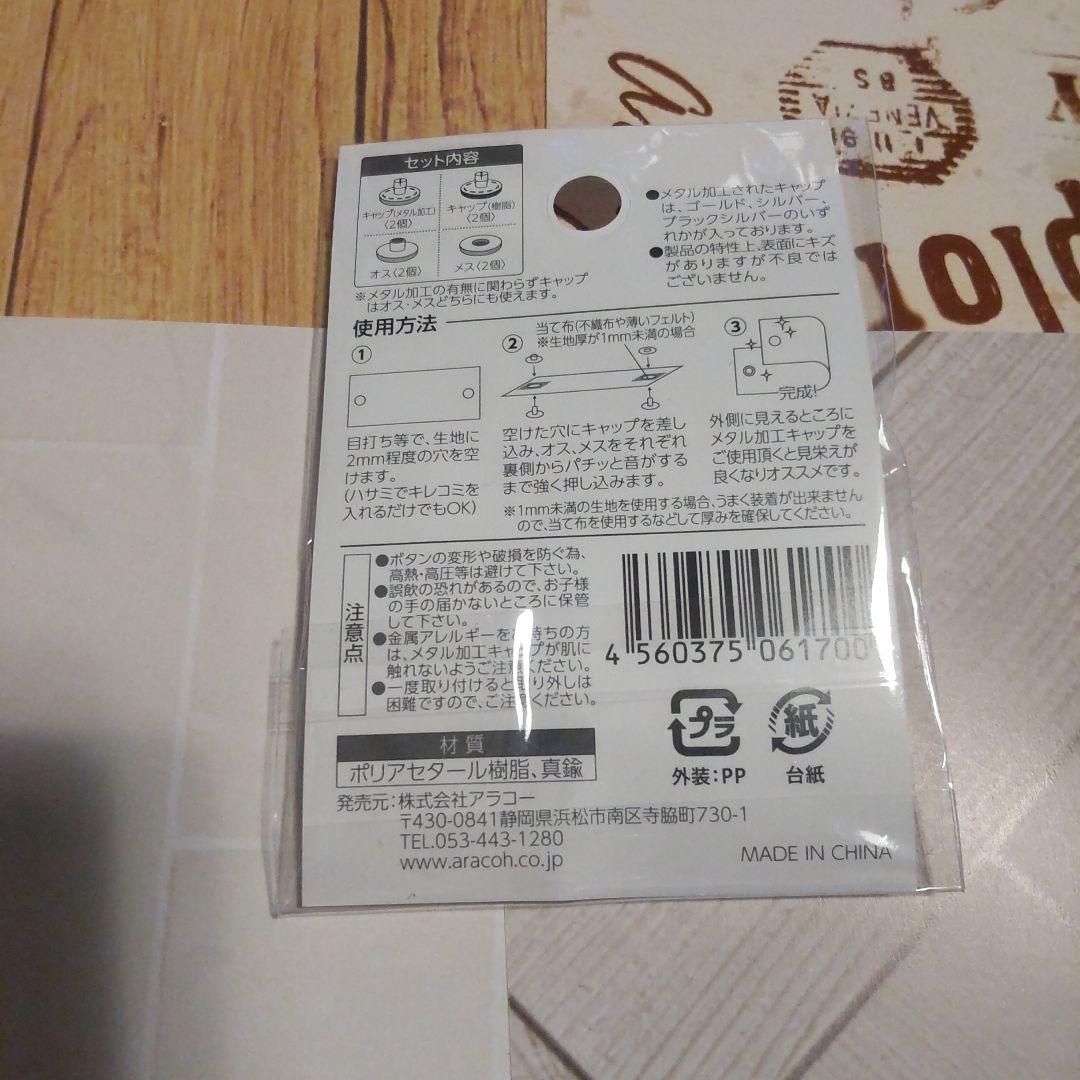 セット内容
キャップ(メタル加工)
〈2個〉
キャップ(樹脂)
〈2個〉
オス〈2個〉
メス〈2個〉
※メタル加工の有無に関わらずキャップ
はオス・メスどちらにも使えます。
●メタル加工されたキャップ
は、ゴールド、シルバー、
ブラックシルバーのいず
れかが入っております。
●製品の特性上、表面にキズ
がありますが不良では
ございません。
使用方法
①
目打ち等で、生地に
2mm程度の穴を空
けます。
(ハサミでキレコミを
入れるだけでもOK)
②
当て布(不織布や薄いフェルト)
※生地厚が1mm未満の場合
空けた穴にキャップを差し
込み、オス、メスをそれぞれ
裏側からパチッと音がする
まで強く押し込みます。
③
完成!
外側に見えるところに
メタル加工キャップを
ご使用頂くと見栄えが
良くなりオススメです。
※1mm未満の生地を使用する場合、うまく装着が出来ません
ので、当て布を使用するなどして厚みを確保してください。
注意点
●ボタンの変形や破損を防ぐ為、
高熱・高圧等は避けて下さい。
●誤飲の恐れがあるので、お子様
の手の届かないところに保管
して下さい。
●金属アレルギーをお持ちの方
は、メタル加工キャップが肌に
触れないようご注意ください。
●一度取り付けると取り外しは
困難ですので、ご注意ください。
4 560375 061700
プラ
外装:PP
紙
台紙
材質
ポリアセタール樹脂、真鍮
発売元:株式会社アラコー
〒430-0841静岡県浜松市南区寺脇町730-1
TEL.053-443-1280
www.aracoh.co.jp
MADE IN CHINA